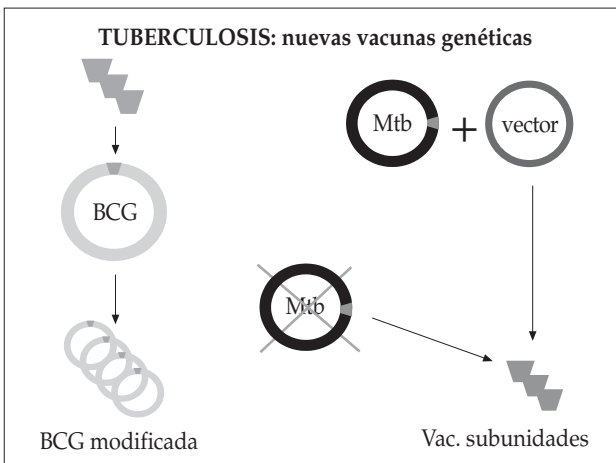 TUBERCULOSIS: nuevas vacunas genéticas
Mtb + vector
BCG
Mtb
BCG modificada
Vac. subunidades